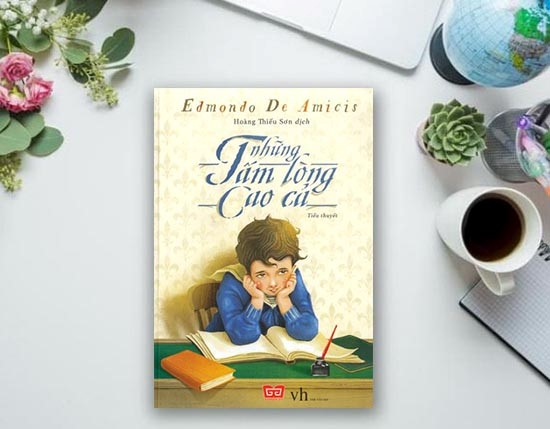 Edmondo De Amicis
Hoàng Thiếu Sơn dịch
những
Tấm lòng
Cao cả
Tiểu thuyết
vh